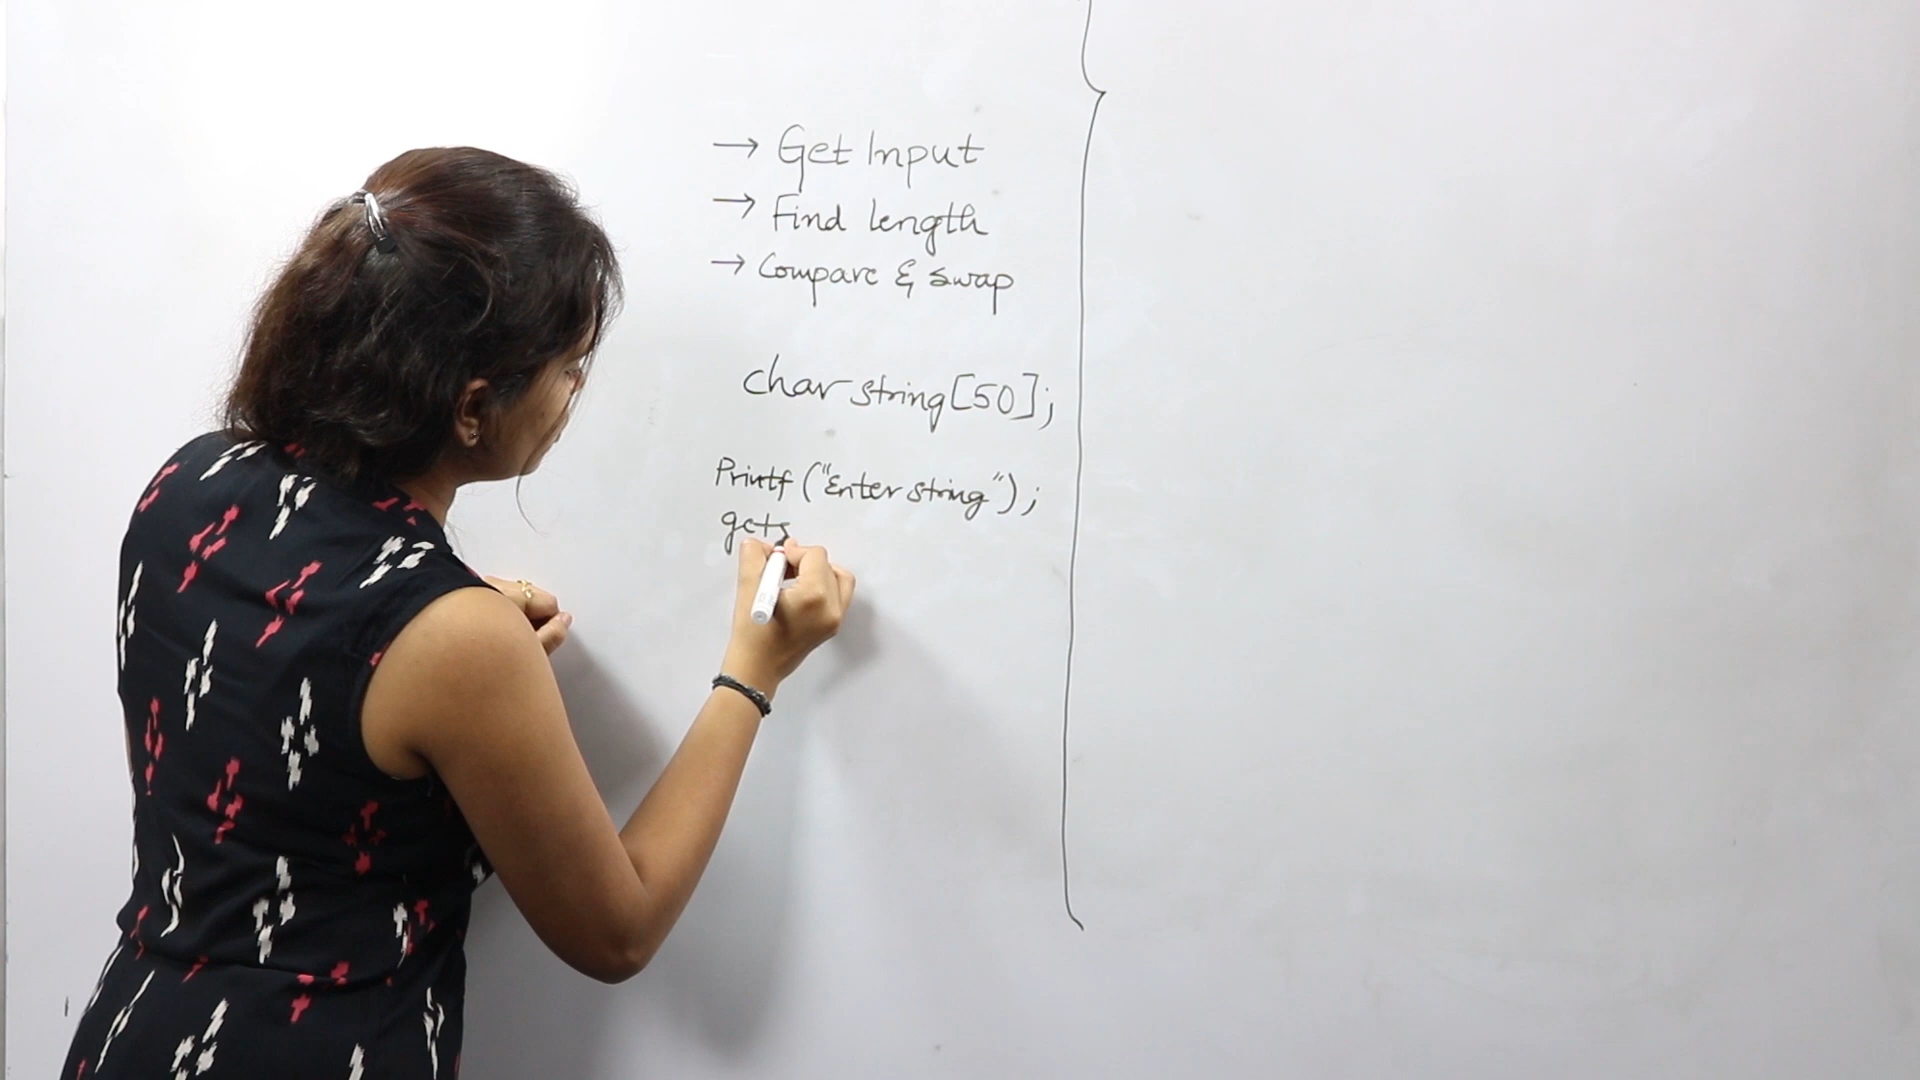 → Get Input
→ Find length
→ Compare & swap
char string[50];
Printf ("Enter string");
gets